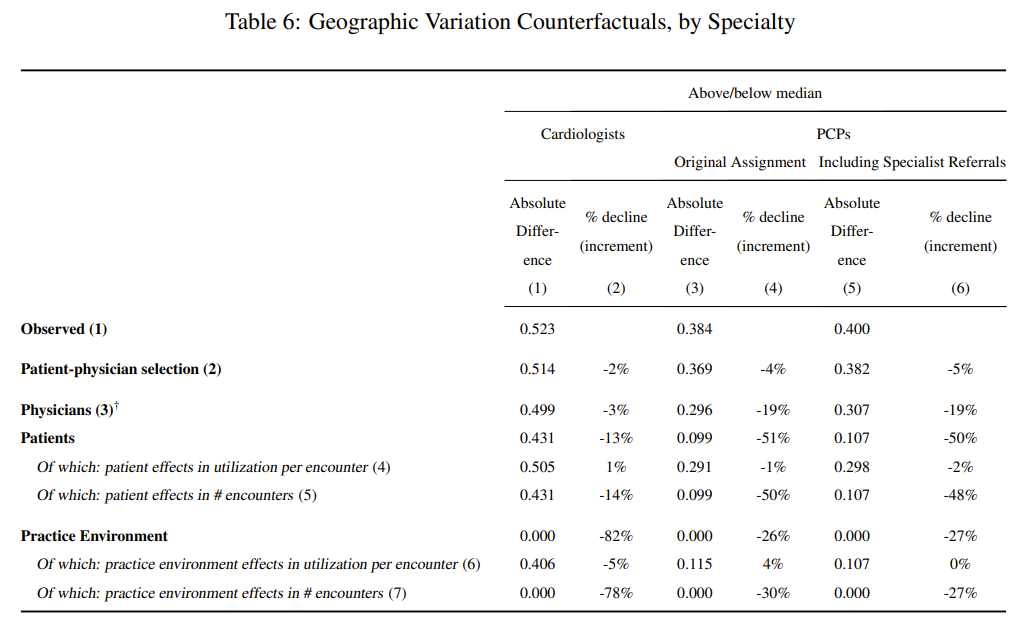 Table 6: Geographic Variation Counterfactuals, by Specialty
Above/below median
Cardiologists PCPs
Original Assignment Including Specialist Referrals
Absolute Absolute Absolute
% decline % decline % decline
Differ- Differ- Differ-
(increment) (increment) (increment)
ence ence ence
(1) (2) (3) (4) (5) (6)
Observed (1) 0.523 0.384 0.400
Patient-physician selection (2) 0.514 -2% 0.369 -4% 0.382 -5%
Physicians (3)† 0.499 -3% 0.296 -19% 0.307 -19%
Patients 0.431 -13% 0.099 -51% 0.107 -50%
Of which: patient effects in utilization per encounter (4) 0.505 1% 0.291 -1% 0.298 -2%
Of which: patient effects in # encounters (5) 0.431 -14% 0.099 -50% 0.107 -48%
Practice Environment 0.000 -82% 0.000 -26% 0.000 -27%
Of which: practice environment effects in utilization per encounter (6) 0.406 -5% 0.115 4% 0.107 0%
Of which: practice environment effects in # encounters (7) 0.000 -78% 0.000 -30% 0.000 -27%